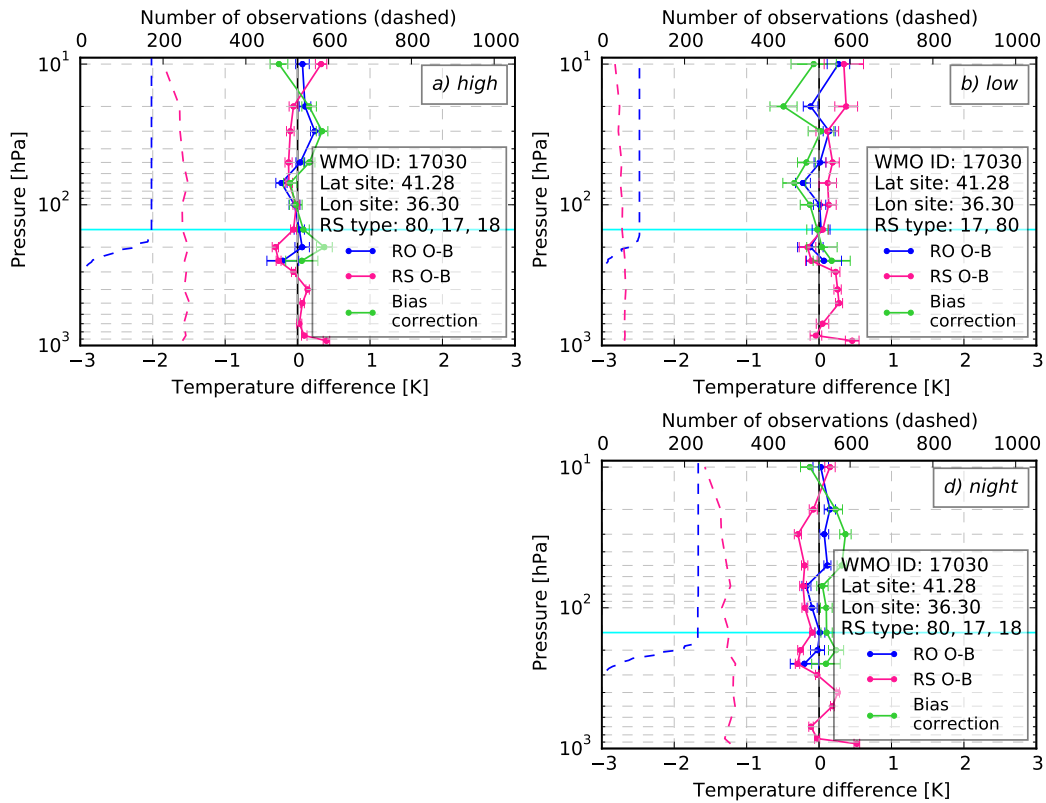 Number of observations (dashed)
0 200 400 600 800 1000
10¹
a) high
Pressure [hPa]
WMO ID: 17030
Lat site: 41.28
10²
Lon site: 36.30
RS type: 80, 17, 18
RO O-B
RS O-B
Bias
correction
10³
−3 −2 −1 0 1 2 3
Temperature difference [K]
Number of observations (dashed)
0 200 400 600 800 1000
10¹
b) low
Pressure [hPa]
WMO ID: 17030
Lat site: 41.28
10²
Lon site: 36.30
RS type: 17, 80
RO O-B
RS O-B
Bias
correction
10³
−3 −2 −1 0 1 2 3
Temperature difference [K]
Number of observations (dashed)
0 200 400 600 800 1000
10¹
d) night
Pressure [hPa]
WMO ID: 17030
Lat site: 41.28
10²
Lon site: 36.30
RS type: 80, 17, 18
RO O-B
RS O-B
Bias
correction
10³
−3 −2 −1 0 1 2 3
Temperature difference [K]